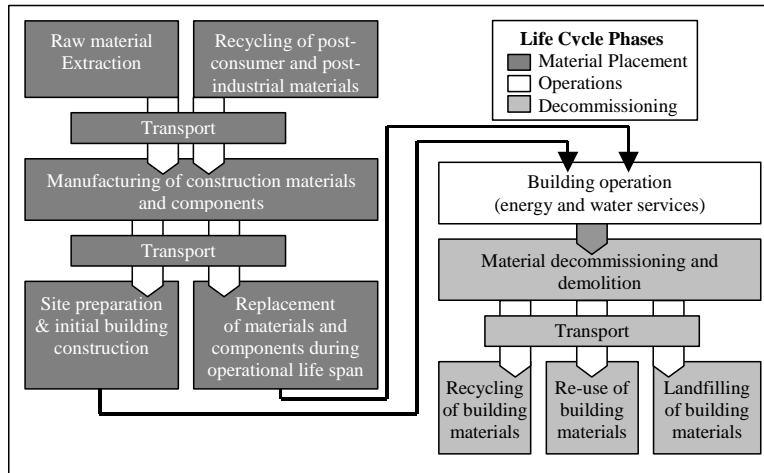 Raw material
Extraction
Recycling of post-
consumer and post-
industrial materials
Transport
Manufacturing of construction materials
and components
Transport
Site preparation
& initial building
construction
Replacement
of materials and
components during
operational life span
Life Cycle Phases
Material Placement
Operations
Decommissioning
Building operation
(energy and water services)
Material decommissioning and
demolition
Transport
Recycling
of building
materials
Re-use of
building
materials
Landfilling
of building
materials